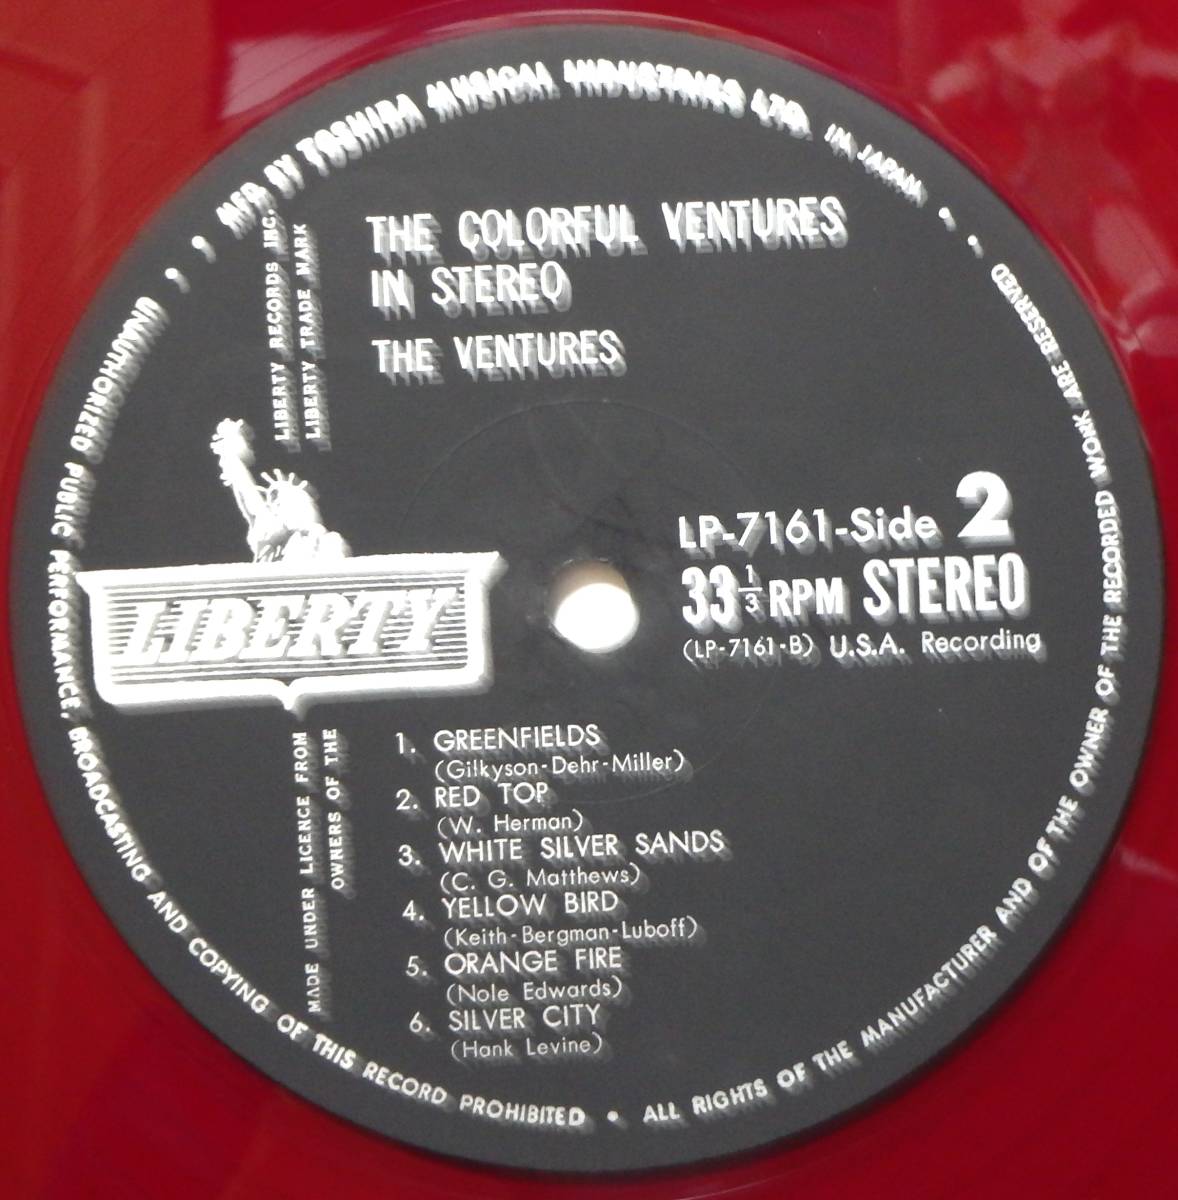 MFD BY TOSHIBA MUSICAL INDUSTRIES LTD. IN JAPAN
LIBERTY RECORDS INC.
LIBERTY TRADE MARK
THE COLORFUL VENTURES
IN STEREO
THE VENTURES
LIBERTY
LP-7161-Side 2
33 1/3 RPM STEREO
(LP-7161-B) U.S.A. Recording
MADE UNDER LICENCE FROM
OWNERS OF THE
1. GREENFIELDS
(Gilkyson-Dehr-Miller)
2. RED TOP
(W. Herman)
3. WHITE SILVER SANDS
(C. G. Matthews)
4. YELLOW BIRD
(Keith-Bergman-Luboff)
5. ORANGE FIRE
(Nole Edwards)
6. SILVER CITY
(Hank Levine)
ALL RIGHTS OF THE MANUFACTURER AND OF THE OWNER OF THE RECORDED WORK ARE RESERVED
UNAUTHORIZED PUBLIC PERFORMANCE, BROADCASTING AND COPYING OF THIS RECORD PROHIBITED